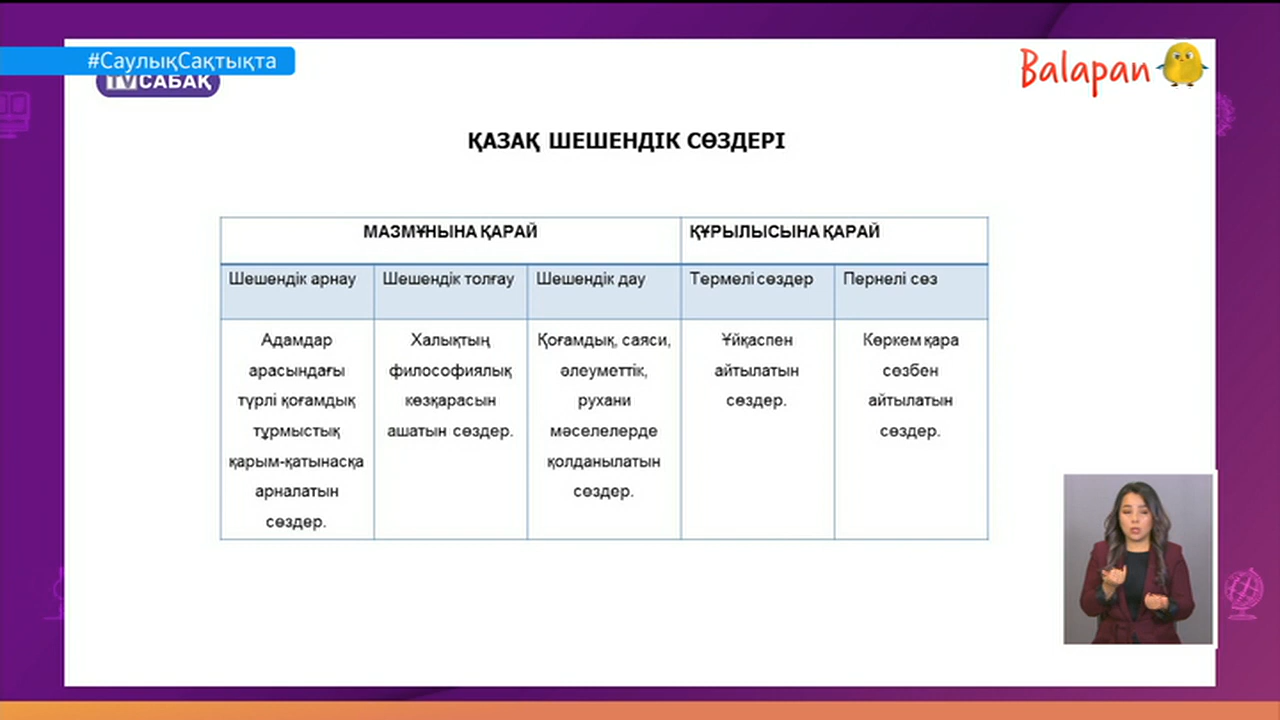 #СаулықСақтықта
TVСАБАҚ
Balapan
ҚАЗАҚ ШЕШЕНДІК СӨЗДЕРІ
МАЗМҰНЫНА ҚАРАЙ
ҚҰРЫЛЫСЫНА ҚАРАЙ
Шешендік арнау
Шешендік толғау
Шешендік дау
Термелі сөздер
Пернелі сөз
Адамдар
арасындағы
түрлі қоғамдық
тұрмыстық
қарым-қатынасқа
арналатын
сөздер.
Халықтың
философиялық
көзқарасын
ашатын сөздер.
Қоғамдық, саяси,
әлеуметтік,
рухани
мәселелерде
қолданылатын
сөздер.
Ұйқаспен
айтылатын
сөздер.
Көркем қара
сөзбен
айтылатын
сөздер.